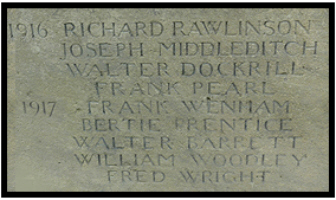 1916 RICHARD RAWLINSON
JOSEPH MIDDLEDITCH
WALTER DOCKRILL
FRANK PEARL
1917 FRANK WENHAM
BERTIE PRENTICE
WALTER BARRETT
WILLIAM WOODLEY
FRED WRIGHT